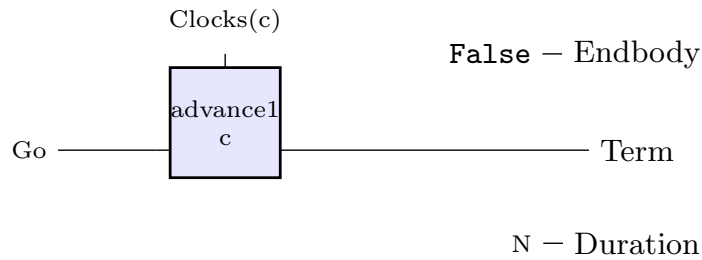 Clocks(c)
False – Endbody
advance1
c
Go
Term
N – Duration